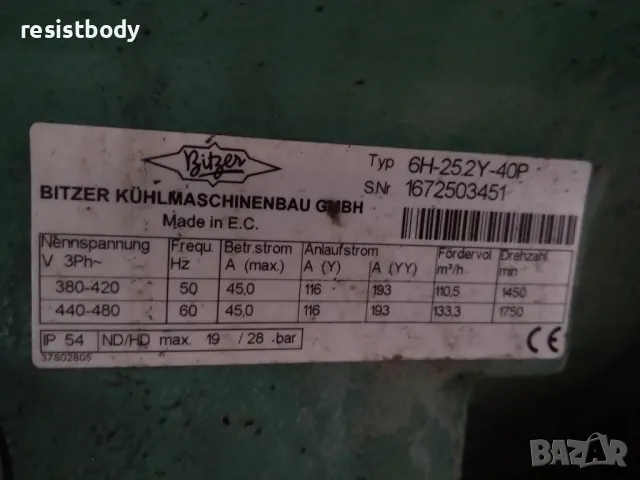 resistbody
Bitzer
Typ 6H-25.2Y-40P
S.Nr 1672503451
BITZER KÜHLMASCHINENBAU GMBH
Made in E.C.
Nennspannung V 3Ph~ Frequ. Hz Betr.strom A (max.) Anlaufstrom A (Y) A (YY) Fördervol m³/h Drehzahl min
380-420 50 45,0 116 193 110,5 1450
440-480 60 45,0 116 193 133,3 1750
IP 54 ND/HD max. 19 / 28 bar CE
37602805
BAZAR